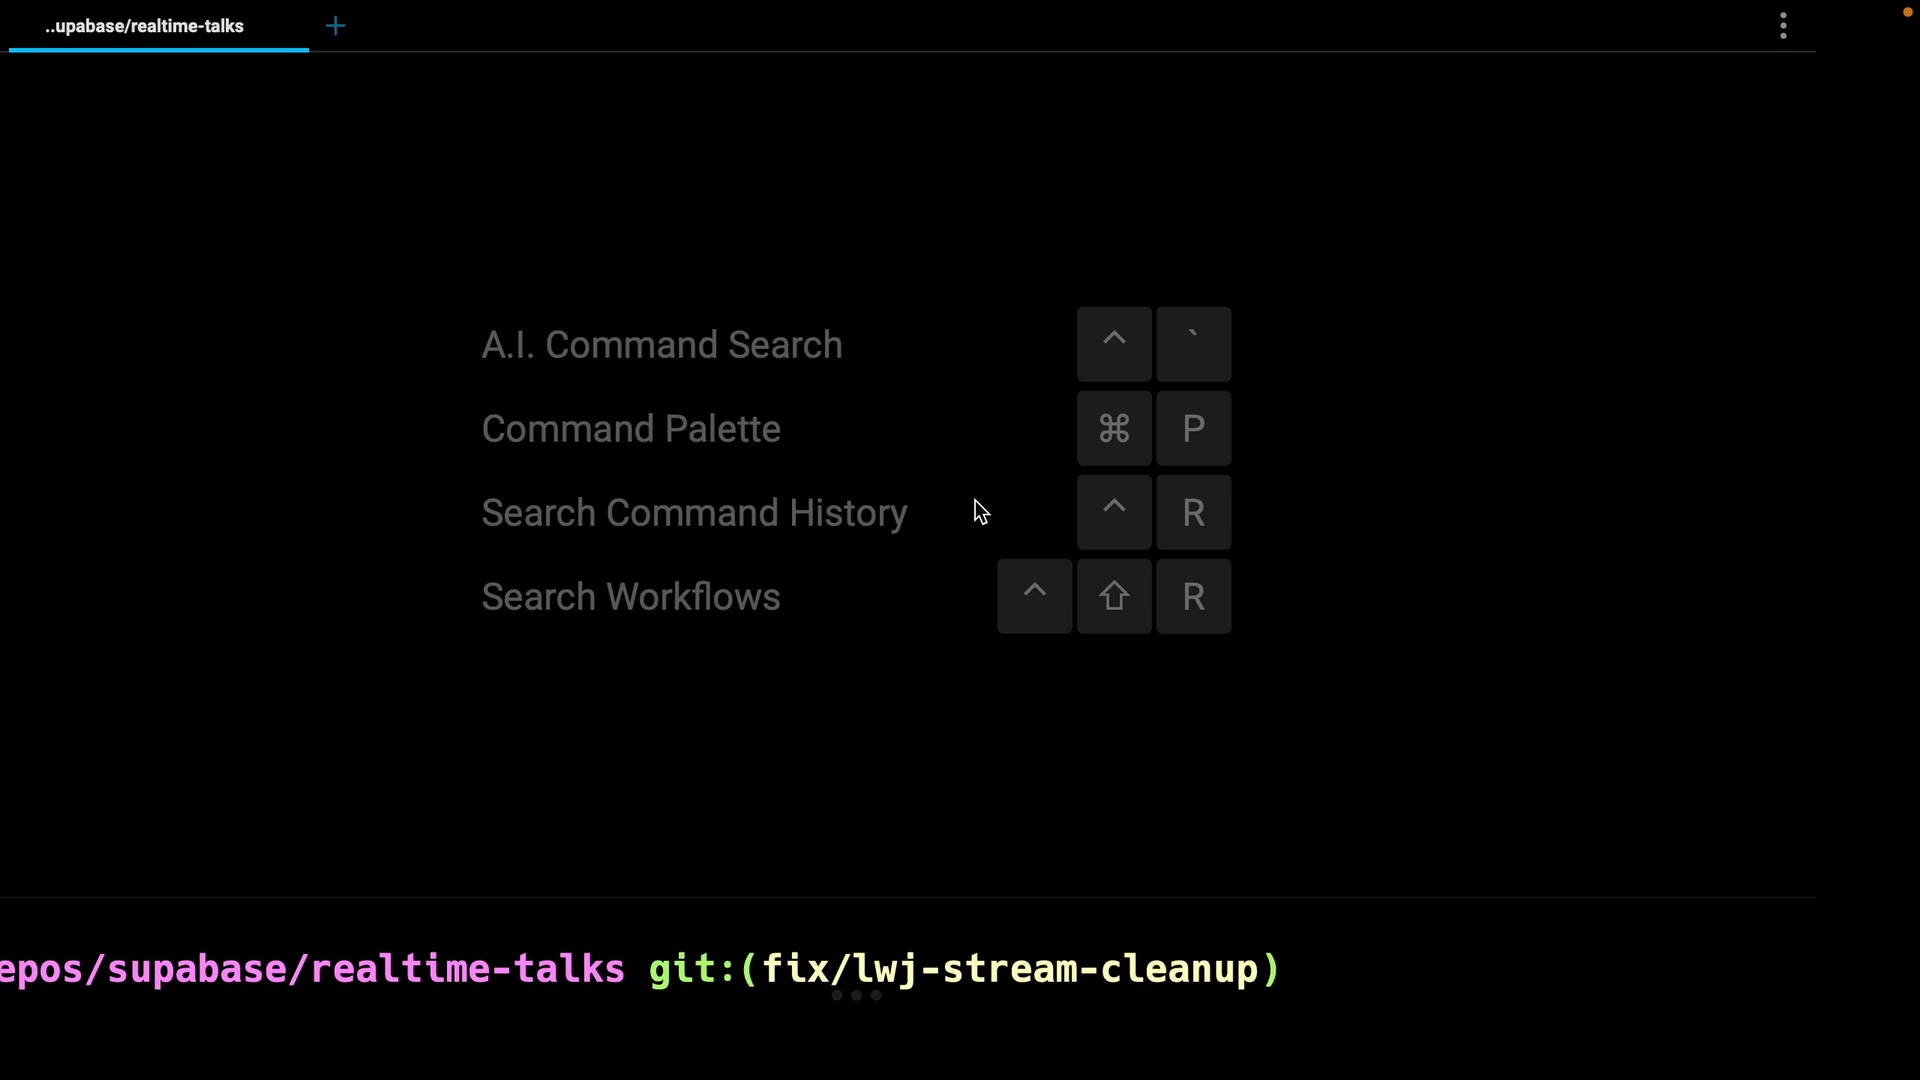 ..upabase/realtime-talks +
A.I. Command Search ^ `
Command Palette ⌘ P
Search Command History ^ R
Search Workflows ^ ⇧ R
epos/supabase/realtime-talks git:(fix/lwj-stream-cleanup)